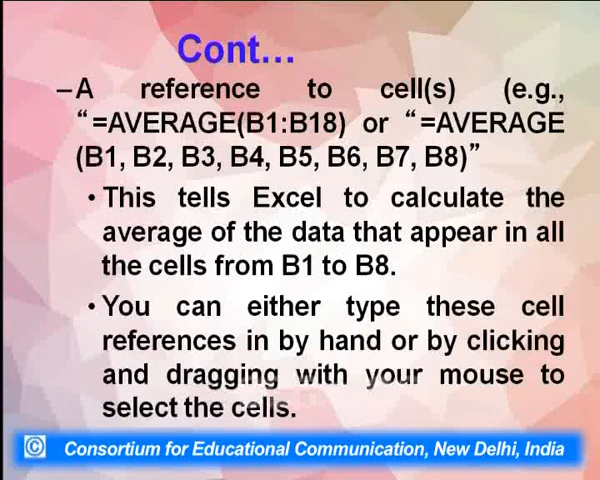 Cont…
–A reference to cell(s) (e.g.,
“=AVERAGE(B1:B18) or “=AVERAGE
(B1, B2, B3, B4, B5, B6, B7, B8)”
• This tells Excel to calculate the
average of the data that appear in all
the cells from B1 to B8.
• You can either type these cell
references in by hand or by clicking
and dragging with your mouse to
select the cells.
© Consortium for Educational Communication, New Delhi, India